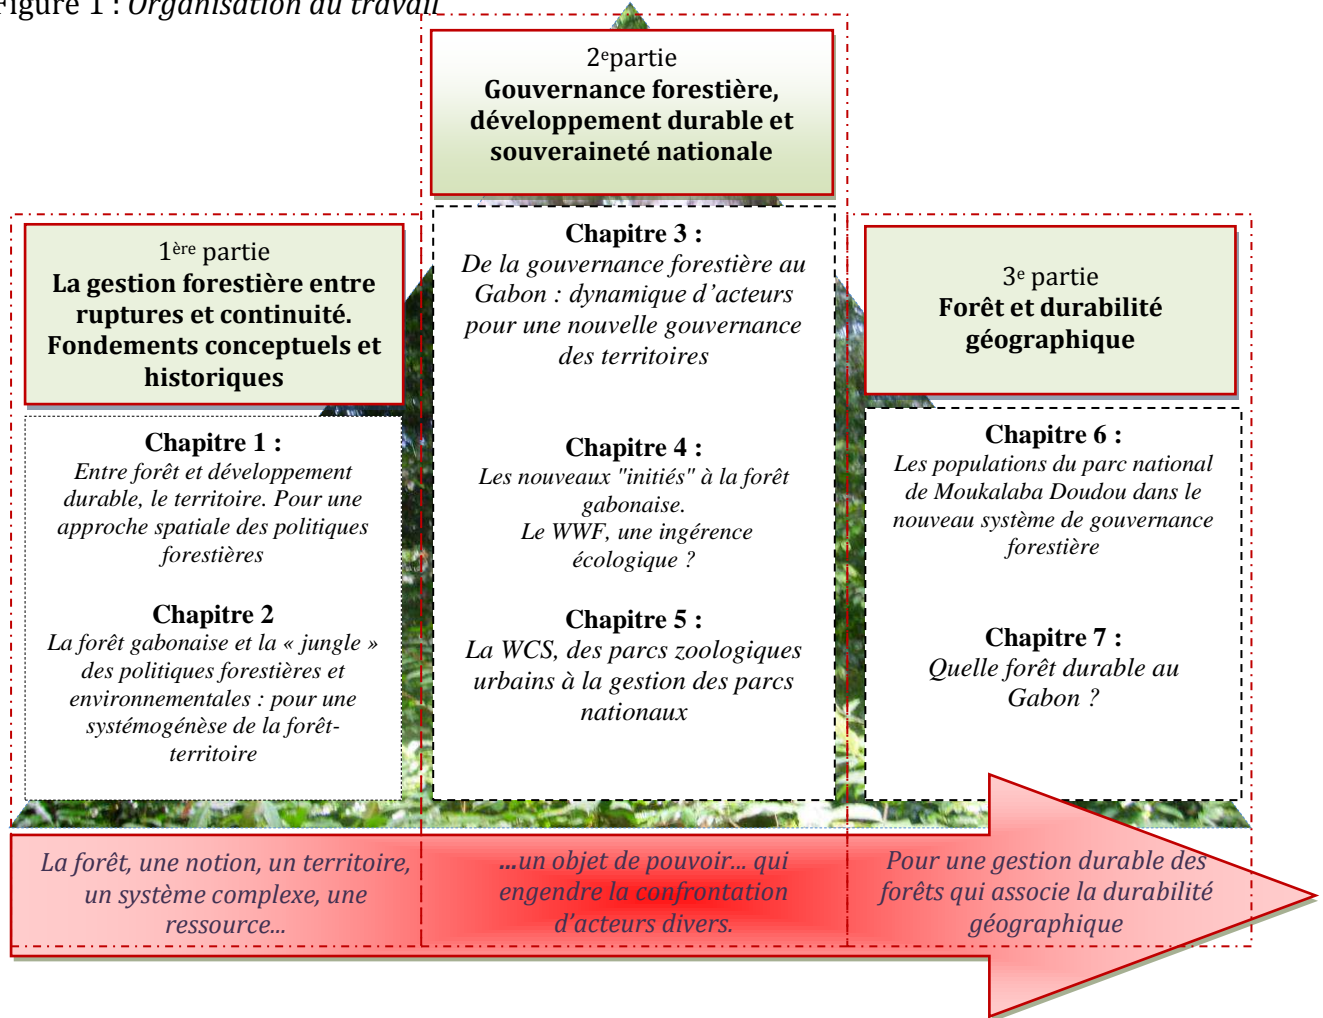 Figure 1 : Organisation du travail
1ère partie
La gestion forestière entre
ruptures et continuité.
Fondements conceptuels et
historiques
Chapitre 1 :
Entre forêt et développement
durable, le territoire. Pour une
approche spatiale des politiques
forestières
Chapitre 2
La forêt gabonaise et la « jungle »
des politiques forestières et
environnementales : pour une
systémogénèse de la forêt-
territoire
2epartie
Gouvernance forestière,
développement durable et
souveraineté nationale
Chapitre 3 :
De la gouvernance forestière au
Gabon : dynamique d’acteurs
pour une nouvelle gouvernance
des territoires
Chapitre 4 :
Les nouveaux "initiés" à la forêt
gabonaise.
Le WWF, une ingérence
écologique ?
Chapitre 5 :
La WCS, des parcs zoologiques
urbains à la gestion des parcs
nationaux
3e partie
Forêt et durabilité
géographique
Chapitre 6 :
Les populations du parc national
de Moukalaba Doudou dans le
nouveau système de gouvernance
forestière
Chapitre 7 :
Quelle forêt durable au
Gabon ?
La forêt, une notion, un territoire,
un système complexe, une
ressource...
...un objet de pouvoir... qui
engendre la confrontation
d’acteurs divers.
Pour une gestion durable des
forêts qui associe la durabilité
géographique